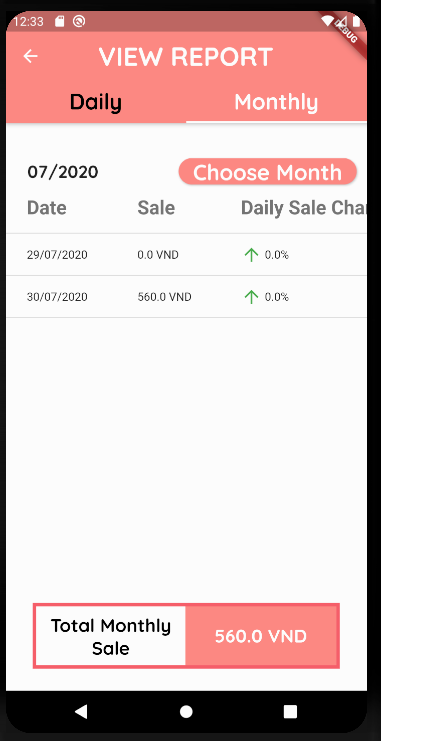 12:33
DEBUG
VIEW REPORT
Daily Monthly
07/2020 Choose Month
Date Sale Daily Sale Cha
29/07/2020 0.0 VND 0.0%
30/07/2020 560.0 VND 0.0%
Total Monthly
Sale
560.0 VND